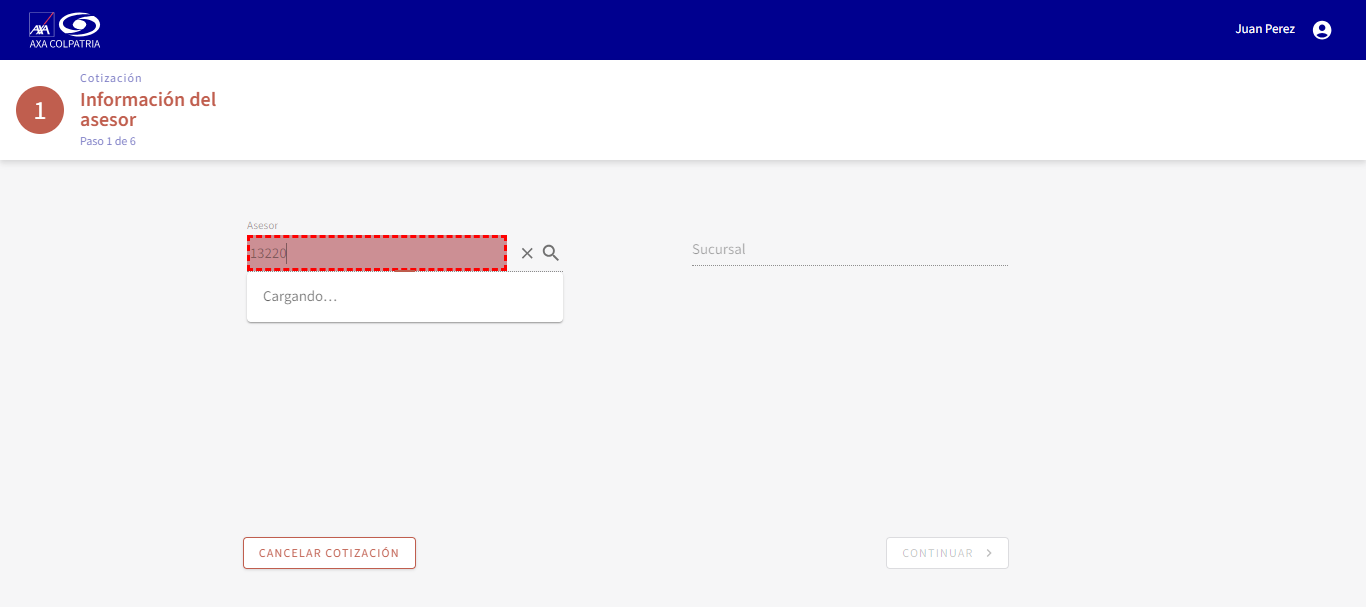 AXA
AXA COLPATRIA
Juan Perez
1
Cotización
Información del
asesor
Paso 1 de 6
Asesor
13220
Sucursal
Cargando...
CANCELAR COTIZACIÓN
CONTINUAR